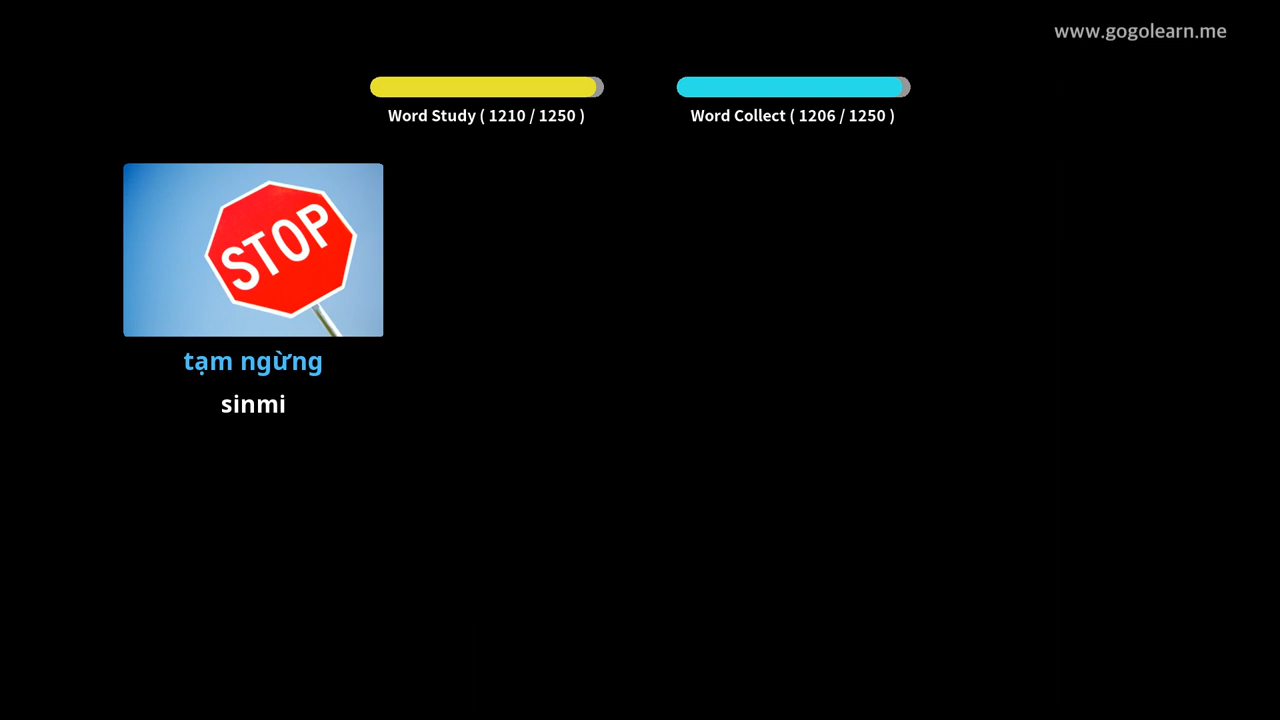 www.gogolearn.me
Word Study ( 1210 / 1250 )
Word Collect ( 1206 / 1250 )
STOP
tạm ngừng
sinmi